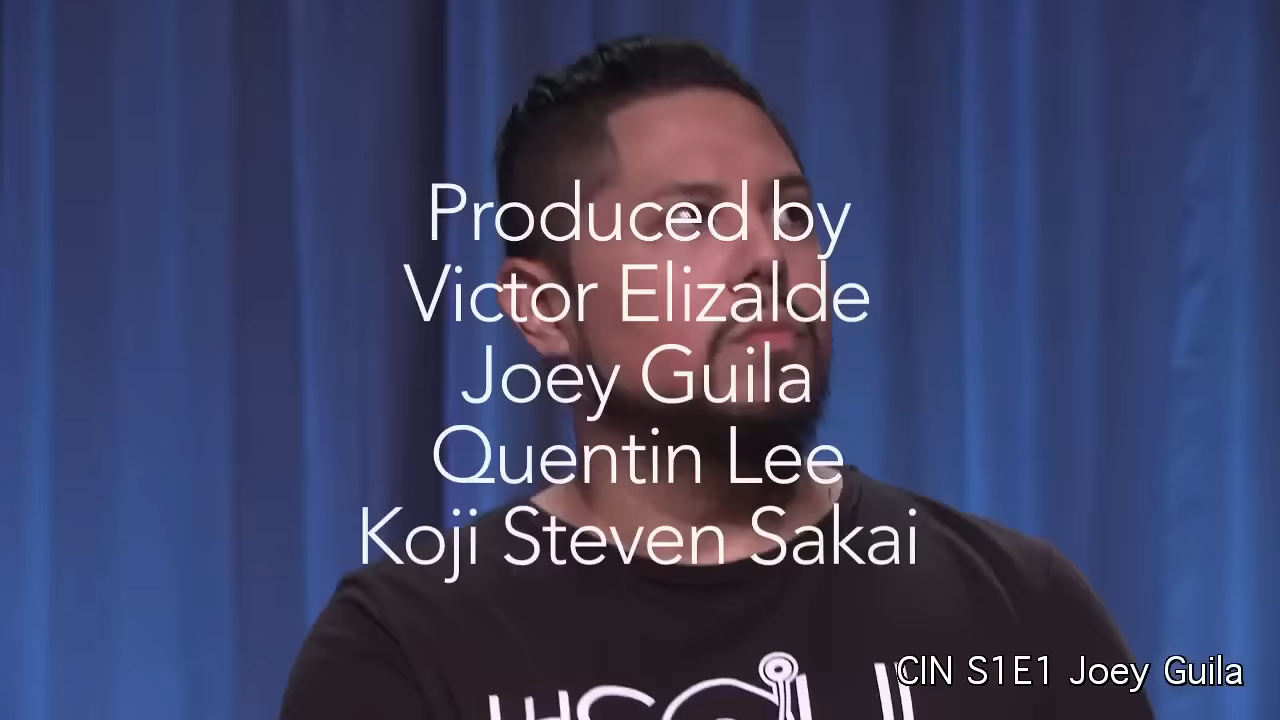 Produced by
Victor Elizalde
Joey Guila
Quentin Lee
Koji Steven Sakai
CIN S1E1 Joey Guila